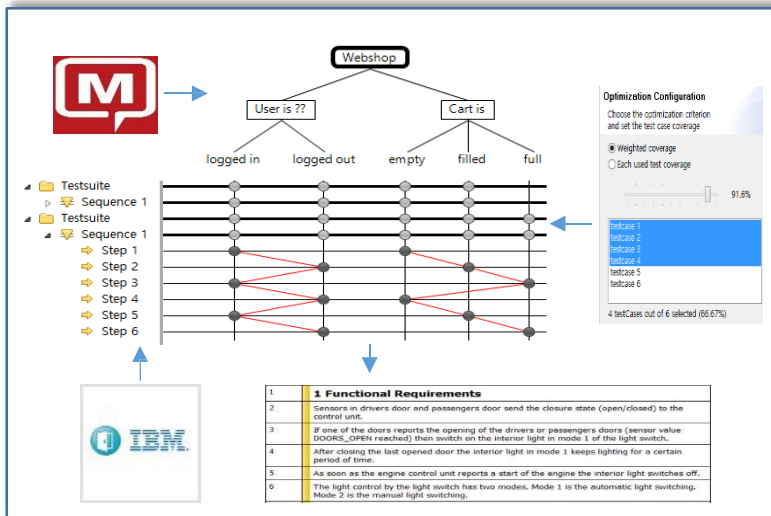 Webshop
M
User is ??
Cart is
logged in
logged out
empty
filled
full
Testsuite
Sequence 1
Testsuite
Sequence 1
Step 1
Step 2
Step 3
Step 4
Step 5
Step 6
Optimization Configuration
Choose the optimization criterion
and set the test case coverage
Weighted coverage
Each used test coverage
91,6%
testcase 1
testcase 2
testcase 3
testcase 4
testcase 5
testcase 6
4 testCases out of 6 selected (66.67%)
IBM.
1 1 Functional Requirements
2 Sensors in drivers door and passengers door send the closure state (open/closed) to the
control unit.
3 If one of the doors reports the opening of the drivers or passengers doors (sensor value
DOORS_OPEN roached) then switch on the interior light in mode 1 of the light switch.
4 After closing the last opened door the interior light in mode 1 keeps lighting for a certain
period of time.
5 As soon as the engine control unit reports a start of the engine the interior light switches off.
6 The light control by the light switch has two modes. Mode 1 is the automatic light switching.
Mode 2 is the manual light switching.